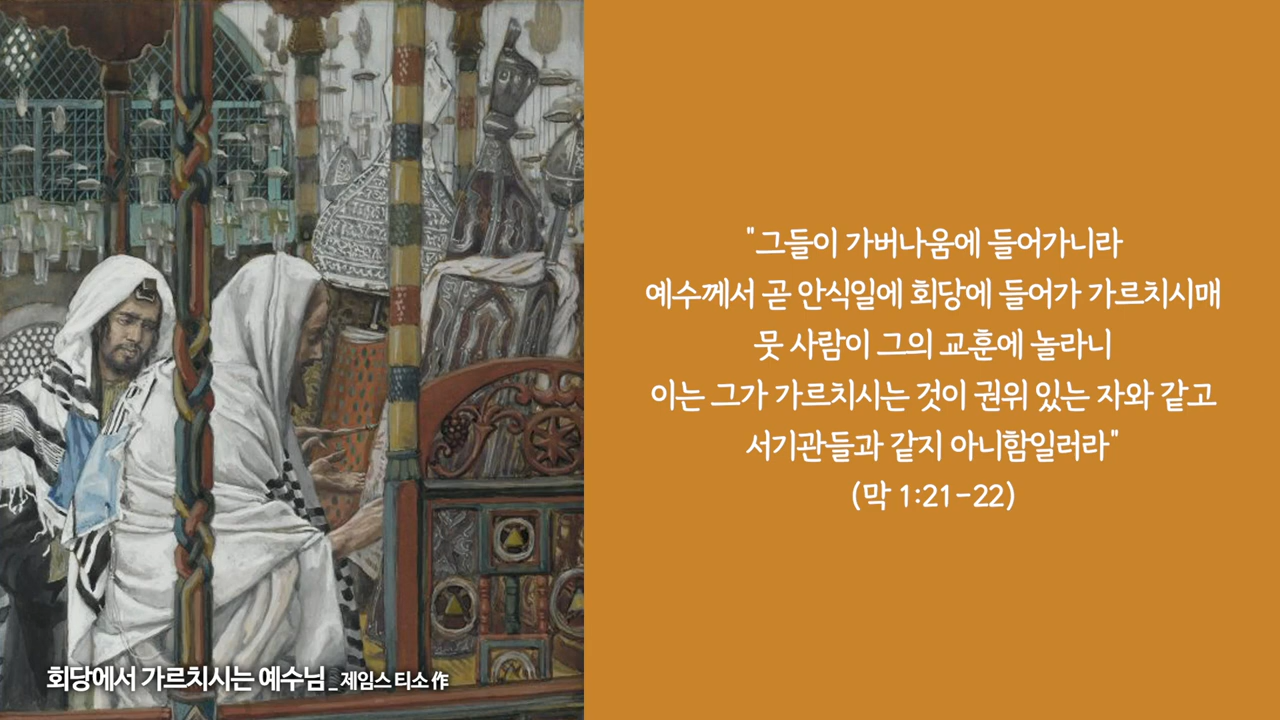 "그들이 가버나움에 들어가니라
예수께서 곧 안식일에 회당에 들어가 가르치시매
뭇 사람이 그의 교훈에 놀라니
이는 그가 가르치시는 것이 권위 있는 자와 같고
서기관들과 같지 아니함일러라"
(막 1:21-22)
회당에서 가르치시는 예수님_제임스 티소 作